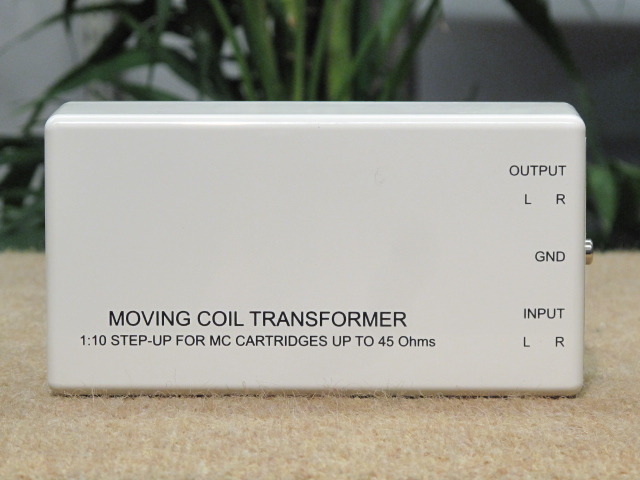 OUTPUT
L R
GND
INPUT
L R
MOVING COIL TRANSFORMER
1:10 STEP-UP FOR MC CARTRIDGES UP TO 45 Ohms